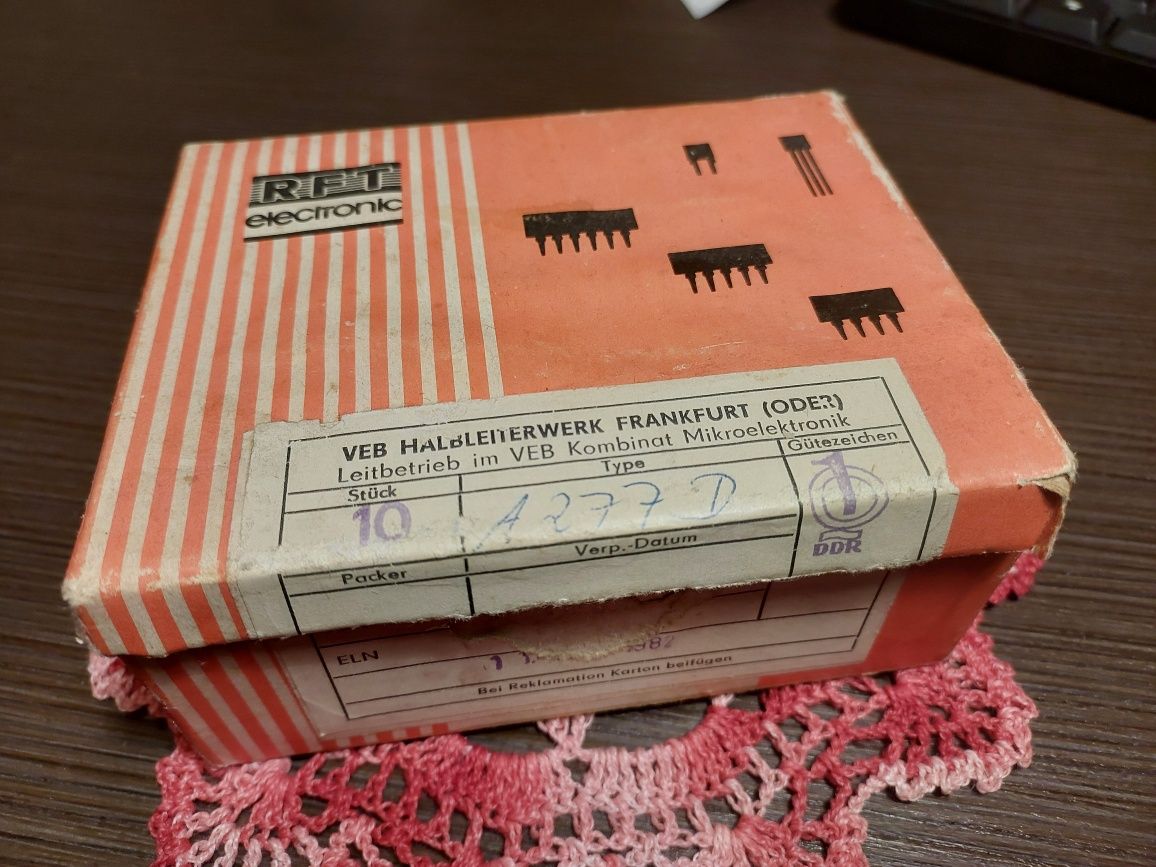 RFT
electronic
VEB HALBLEITERWERK FRANKFURT (ODER)
Leitbetrieb im VEB Kombinat Mikroelektronik
Stück
Type
Gütezeichen
10
A 277 D
1
DDR
Packer
Verp.-Datum
ELN
Bei Reklamation Karton beifügen